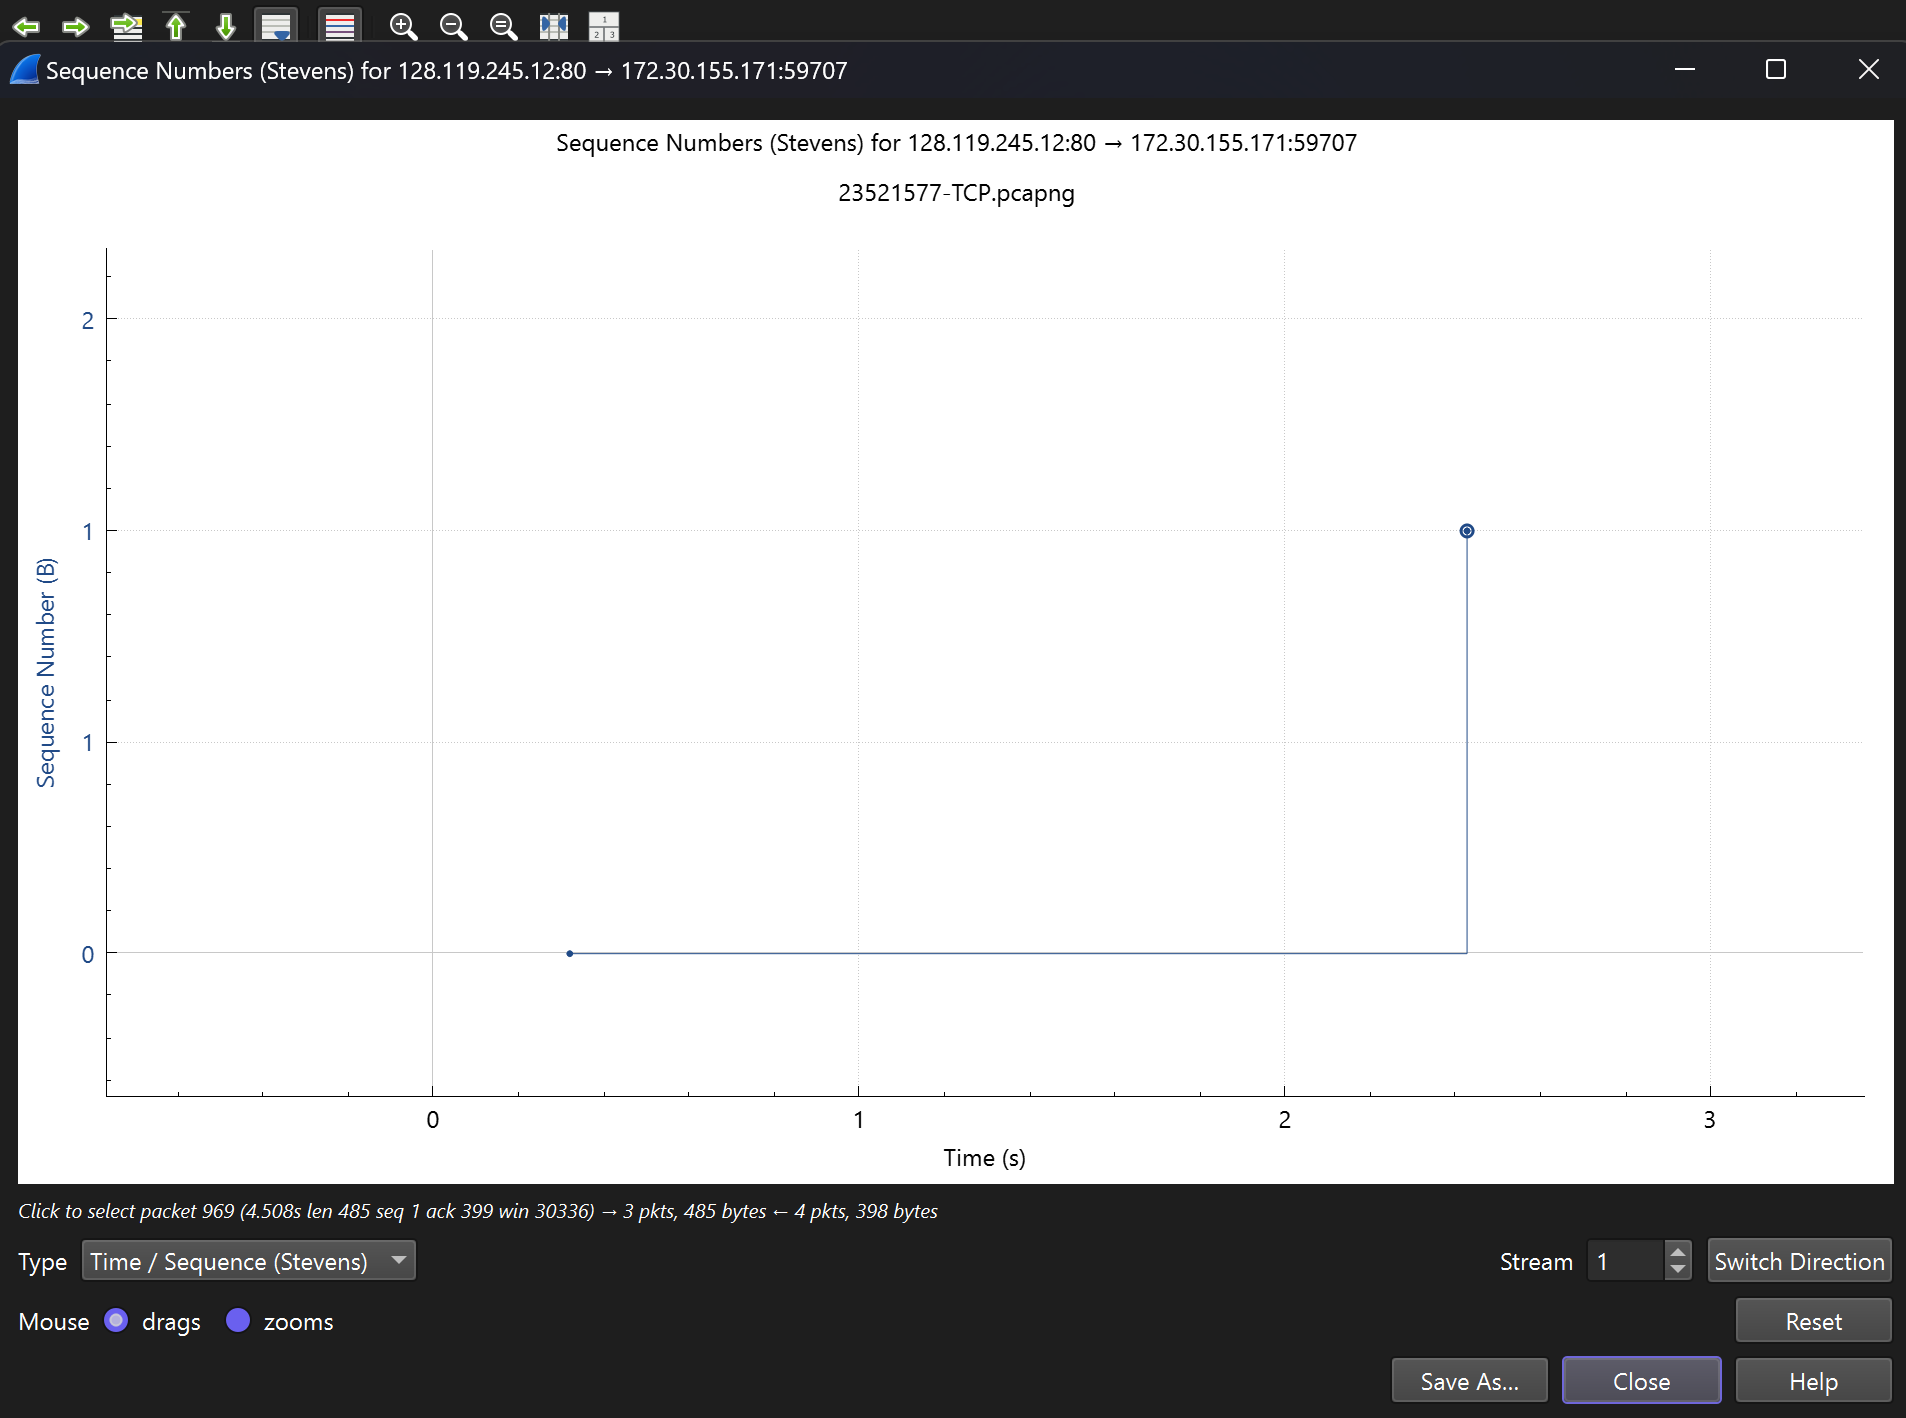 Sequence Numbers (Stevens) for 128.119.245.12:80 → 172.30.155.171:59707
Sequence Numbers (Stevens) for 128.119.245.12:80 → 172.30.155.171:59707
23521577-TCP.pcapng
2
1
1
0
Sequence Number (B)
0 1 2 3
Time (s)
Click to select packet 969 (4.508s len 485 seq 1 ack 399 win 30336) → 3 pkts, 485 bytes ← 4 pkts, 398 bytes
Type Time / Sequence (Stevens) Stream 1 Switch Direction
Mouse drags zooms Reset
Save As... Close Help